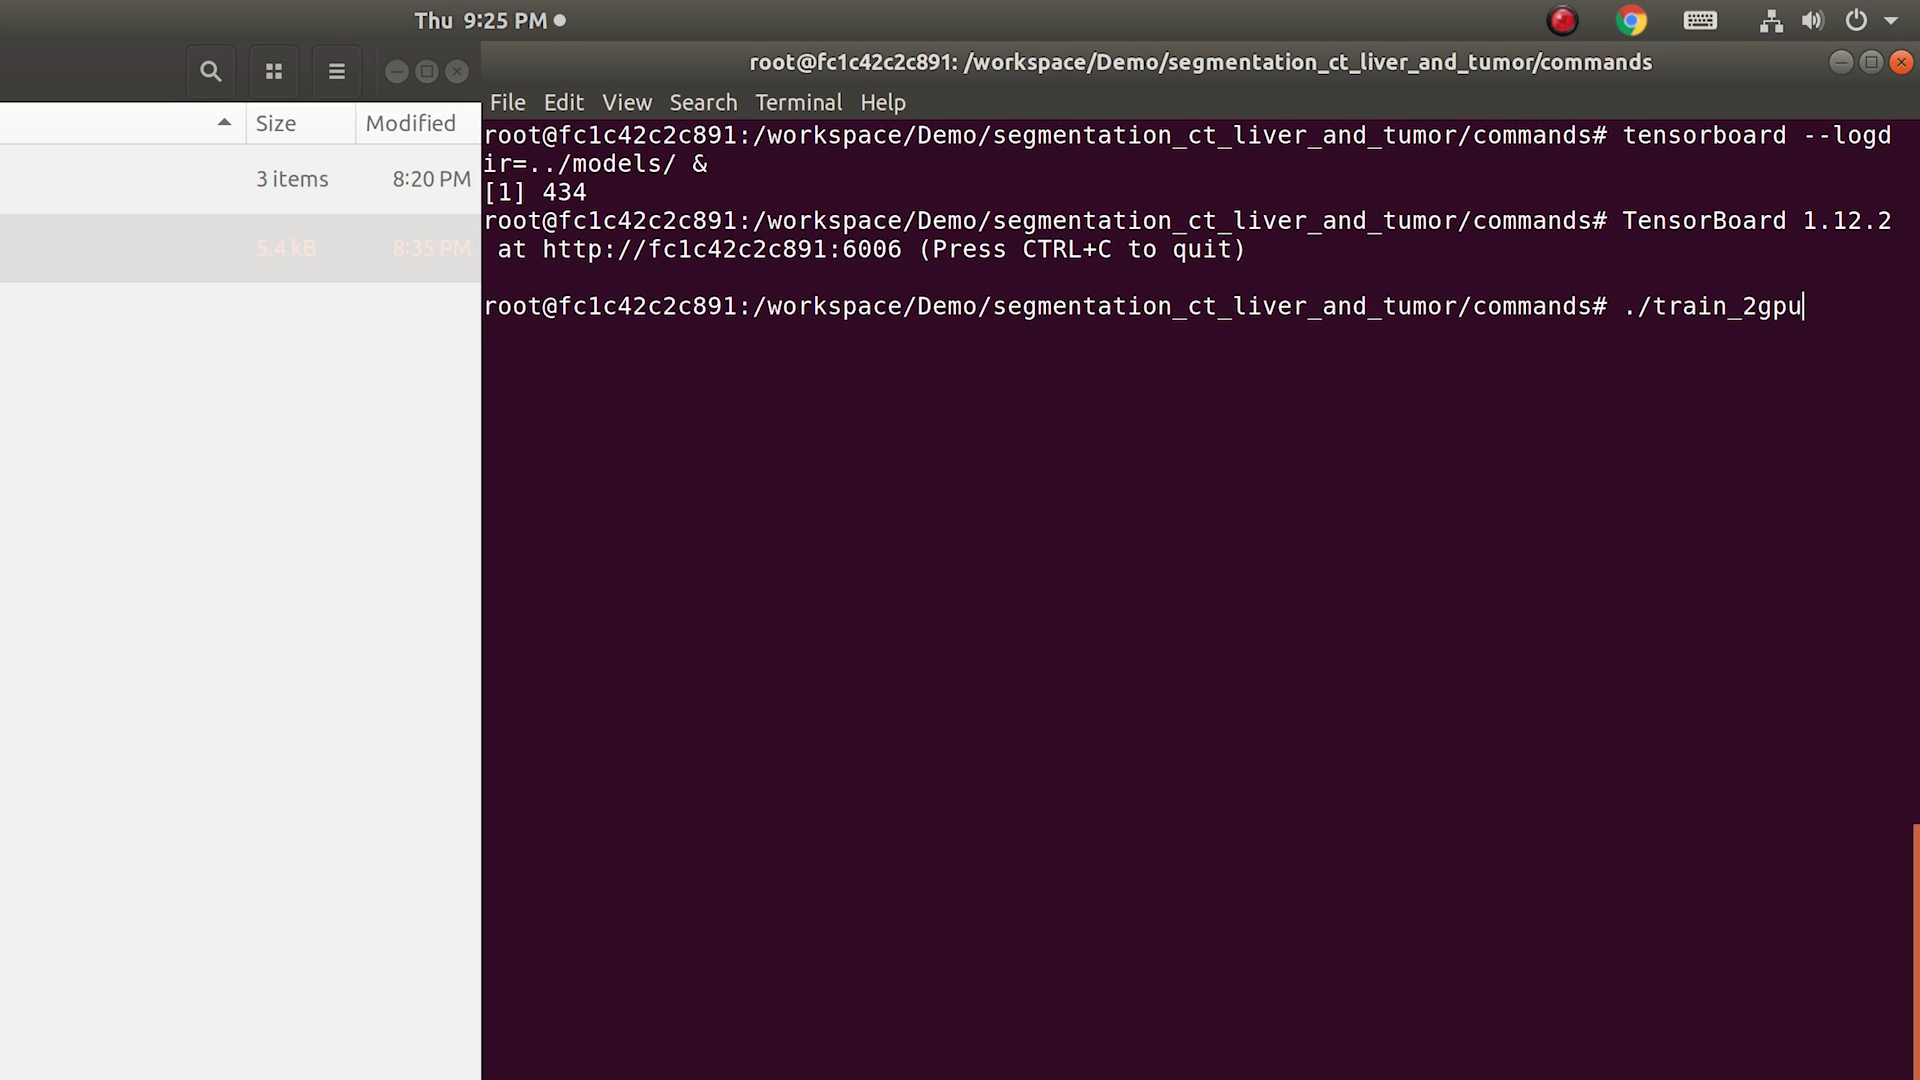 Thu 9:25 PM
root@fc1c42c2c891: /workspace/Demo/segmentation_ct_liver_and_tumor/commands
File Edit View Search Terminal Help
Size Modified
3 items 8:20 PM
5.4 kB 8:35 PM
root@fc1c42c2c891:/workspace/Demo/segmentation_ct_liver_and_tumor/commands# tensorboard --logd
ir=../models/ &
[1] 434
root@fc1c42c2c891:/workspace/Demo/segmentation_ct_liver_and_tumor/commands# TensorBoard 1.12.2
at http://fc1c42c2c891:6006 (Press CTRL+C to quit)
root@fc1c42c2c891:/workspace/Demo/segmentation_ct_liver_and_tumor/commands# ./train_2gpu